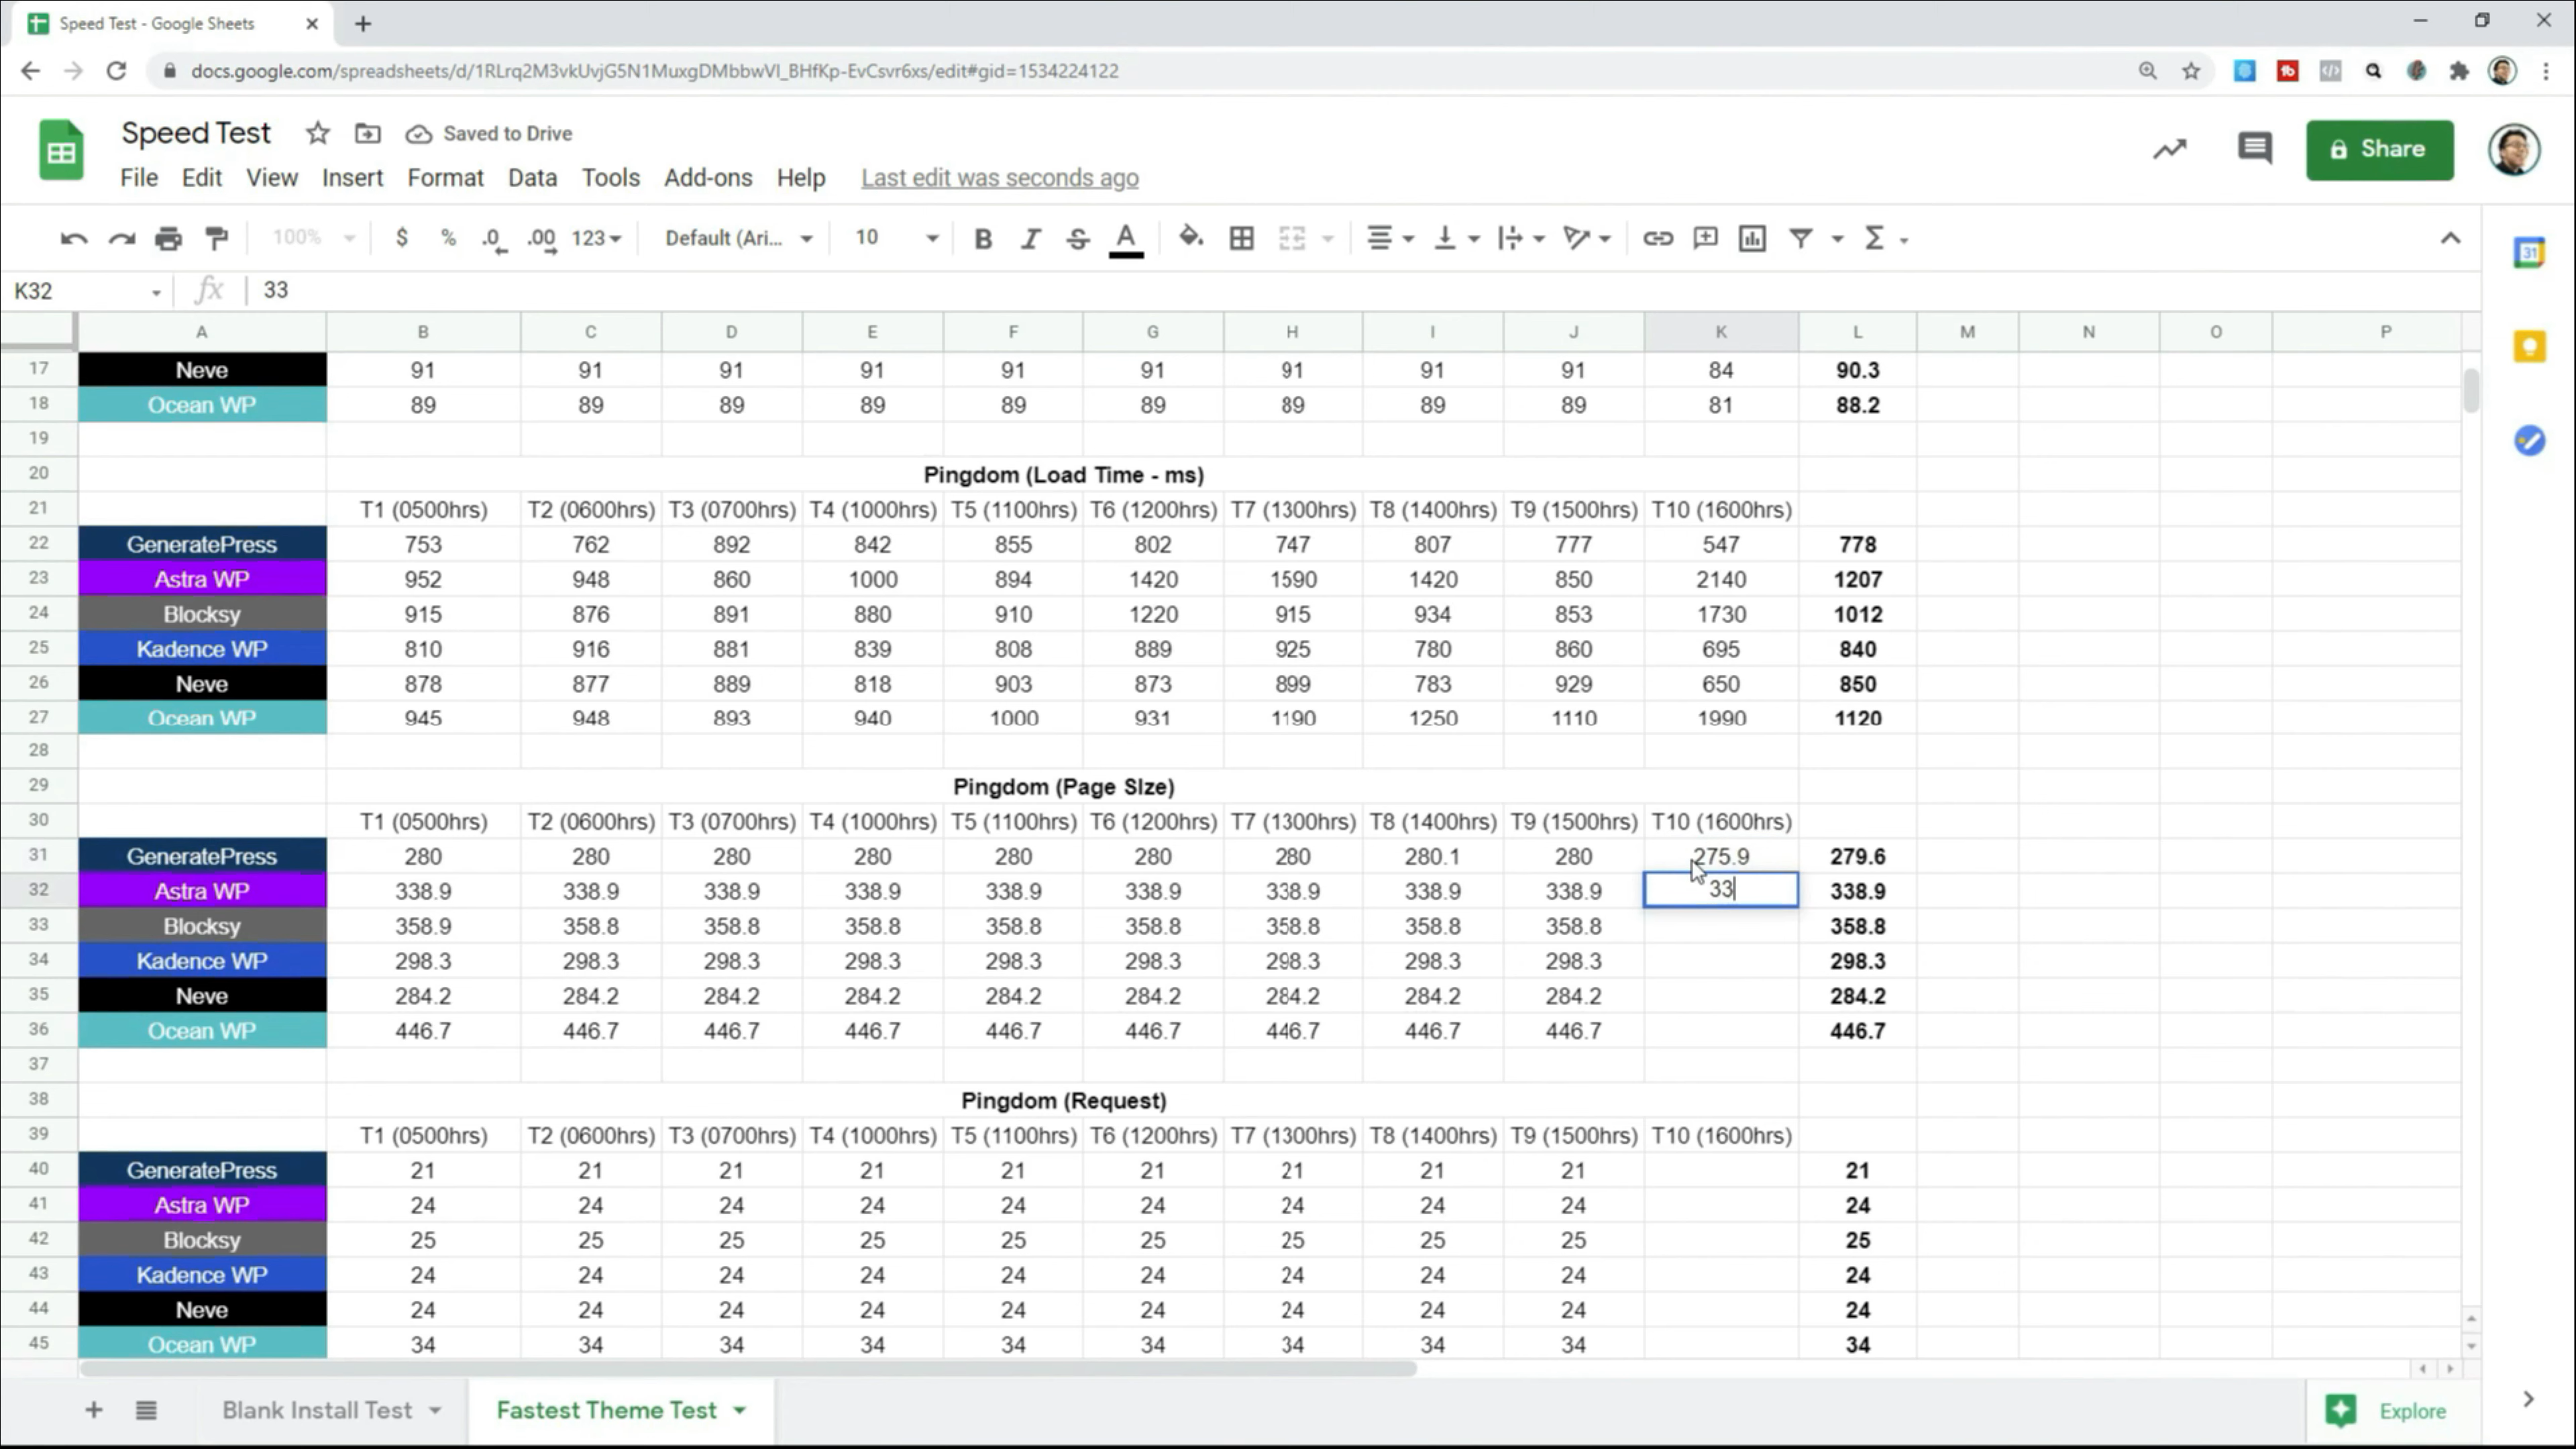 Speed Test - Google Sheets
docs.google.com/spreadsheets/d/1RLrq2M3vkUvjG5N1MuxgDMbbwVI_BHfKp-EvCsvr6xs/edit#gid=1534224122
Speed Test Saved to Drive
Share
File Edit View Insert Format Data Tools Add-ons Help Last edit was seconds ago
100% $ % .0 .00 123 Default (Ari... 10 B I S A
K32 fx 33
A B C D E F G H I J K L M N O P
17 Neve 91 91 91 91 91 91 91 91 91 84 90.3
18 Ocean WP 89 89 89 89 89 89 89 89 89 81 88.2
19
20 Pingdom (Load Time - ms)
21 T1 (0500hrs) T2 (0600hrs) T3 (0700hrs) T4 (1000hrs) T5 (1100hrs) T6 (1200hrs) T7 (1300hrs) T8 (1400hrs) T9 (1500hrs) T10 (1600hrs)
22 GeneratePress 753 762 892 842 855 802 747 807 777 547 778
23 Astra WP 952 948 860 1000 894 1420 1590 1420 850 2140 1207
24 Blocksy 915 876 891 880 910 1220 915 934 853 1730 1012
25 Kadence WP 810 916 881 839 808 889 925 780 860 695 840
26 Neve 878 877 889 818 903 873 899 783 929 650 850
27 Ocean WP 945 948 893 940 1000 931 1190 1250 1110 1990 1120
28
29 Pingdom (Page SIze)
30 T1 (0500hrs) T2 (0600hrs) T3 (0700hrs) T4 (1000hrs) T5 (1100hrs) T6 (1200hrs) T7 (1300hrs) T8 (1400hrs) T9 (1500hrs) T10 (1600hrs)
31 GeneratePress 280 280 280 280 280 280 280 280.1 280 275.9 279.6
32 Astra WP 338.9 338.9 338.9 338.9 338.9 338.9 338.9 338.9 338.9 33 338.9
33 Blocksy 358.9 358.8 358.8 358.8 358.8 358.8 358.8 358.8 358.8 358.8
34 Kadence WP 298.3 298.3 298.3 298.3 298.3 298.3 298.3 298.3 298.3 298.3
35 Neve 284.2 284.2 284.2 284.2 284.2 284.2 284.2 284.2 284.2 284.2
36 Ocean WP 446.7 446.7 446.7 446.7 446.7 446.7 446.7 446.7 446.7 446.7
37
38 Pingdom (Request)
39 T1 (0500hrs) T2 (0600hrs) T3 (0700hrs) T4 (1000hrs) T5 (1100hrs) T6 (1200hrs) T7 (1300hrs) T8 (1400hrs) T9 (1500hrs) T10 (1600hrs)
40 GeneratePress 21 21 21 21 21 21 21 21 21 21
41 Astra WP 24 24 24 24 24 24 24 24 24 24
42 Blocksy 25 25 25 25 25 25 25 25 25 25
43 Kadence WP 24 24 24 24 24 24 24 24 24 24
44 Neve 24 24 24 24 24 24 24 24 24 24
45 Ocean WP 34 34 34 34 34 34 34 34 34 34
Blank Install Test Fastest Theme Test Explore